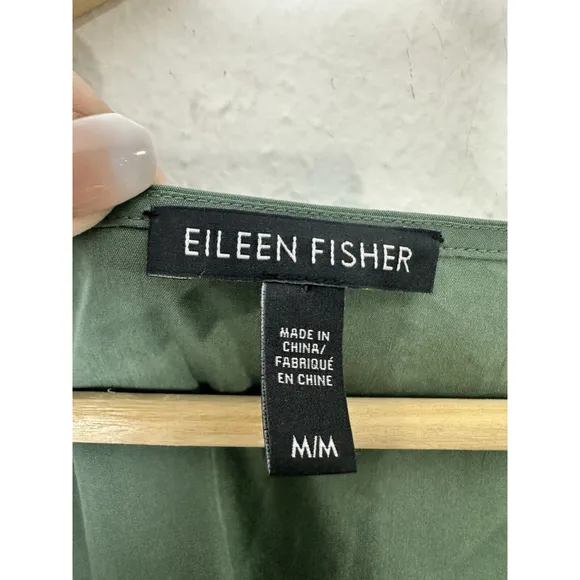 EILEEN FISHER
MADE IN
CHINA/
FABRIQUÉ
EN CHINE
M/M